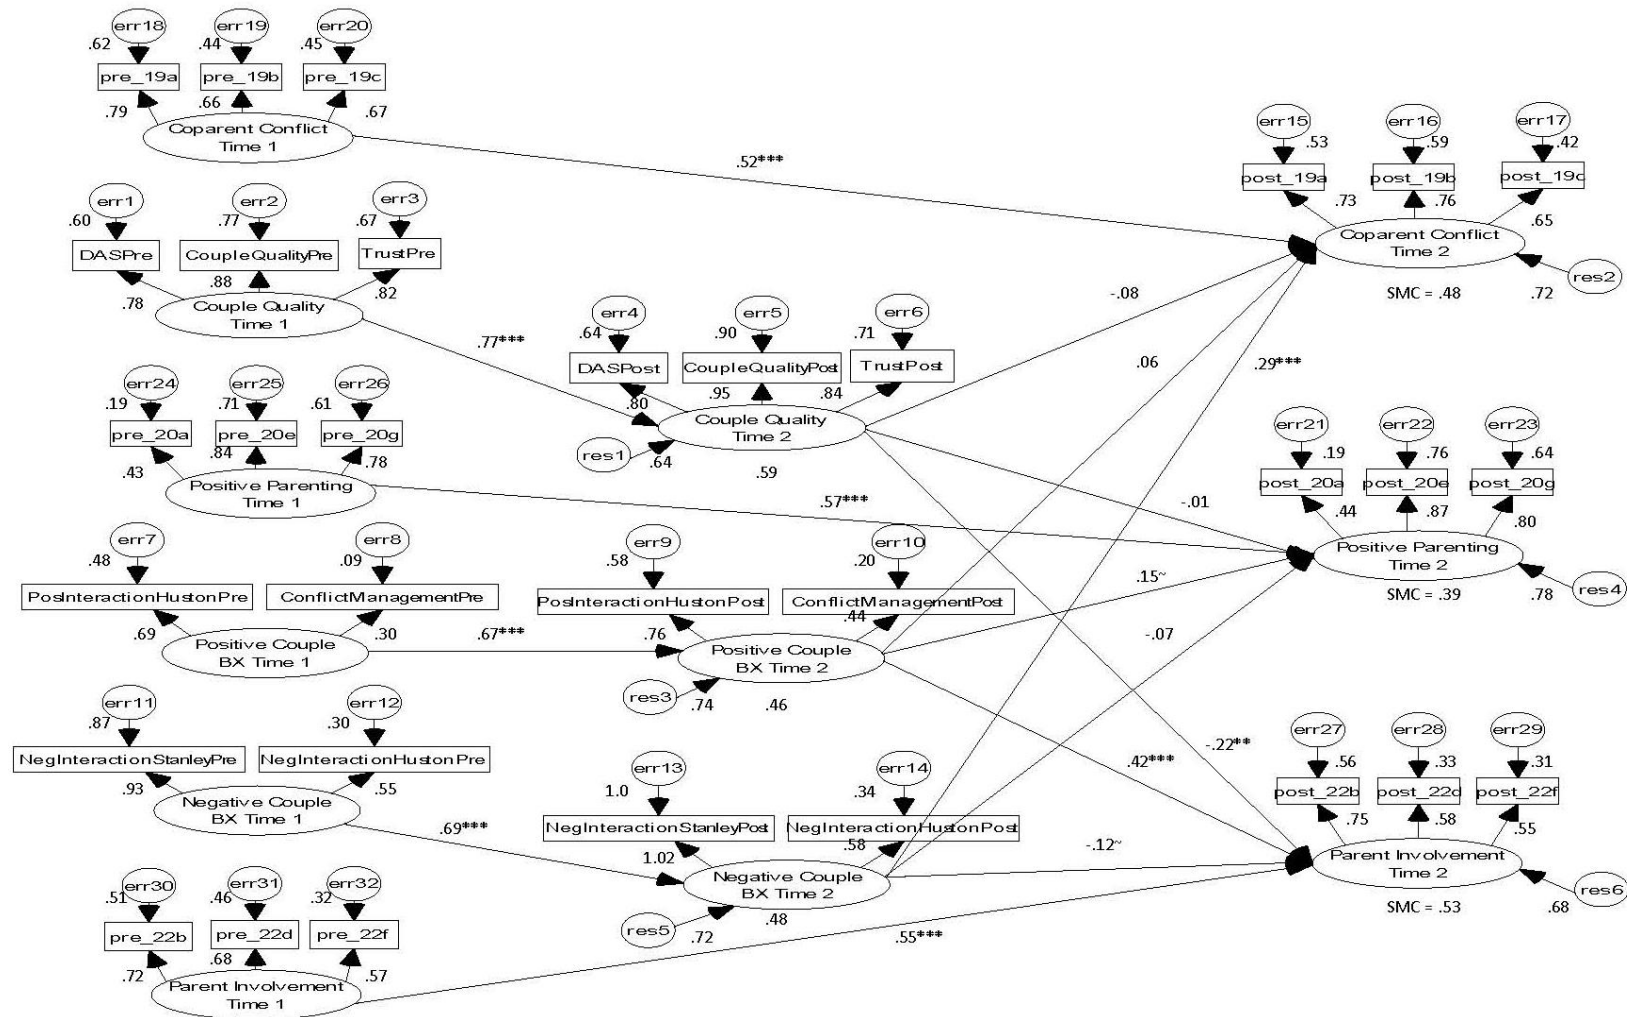 err18 err19 err20
.62 .44 .45
pre_19a pre_19b pre_19c
.79 .66 .67
Coparent Conflict
Time 1
.52***
err15 err16 err17
.53 .59 .42
post_19a post_19b post_19c
.73 .76 .65
Coparent Conflict
Time 2
res2
SMC = .48 .72
err1 err2 err3
.60 .77 .67
DASPre CoupleQualityPre TrustPre
.78 .88 .82
Couple Quality
Time 1
.77***
err4 err5 err6
.64 .90 .71
DASPost CoupleQualityPost TrustPost
.80 .95 .84
Couple Quality
Time 2
res1 .64 .59
-.08
.06
.29***
err24 err25 err26
.19 .71 .61
pre_20a pre_20e pre_20g
.43 .84 .78
Positive Parenting
Time 1
.57***
-.01
err21 err22 err23
.19 .76 .64
post_20a post_20e post_20g
.44 .87 .80
Positive Parenting
Time 2
res4
SMC = .39 .78
err7 err8
.48 .09
PosInteractionHustonPre ConflictManagementPre
.69 .30
Positive Couple
BX Time 1
.67***
err9 err10
.58 .20
PosInteractionHustonPost ConflictManagementPost
.76 .44
Positive Couple
BX Time 2
res3 .74 .46
.15~
-.07
err11 err12
.87 .30
NegInteractionStanleyPre NegInteractionHustonPre
.93 .55
Negative Couple
BX Time 1
.69***
err13 err14
1.0 .34
NegInteractionStanleyPost NegInteractionHustonPost
1.02 .58
Negative Couple
BX Time 2
res5 .72 .48
-.22**
.42***
-.12~
err27 err28 err29
.56 .33 .31
post_22b post_22d post_22f
.75 .58 .55
Parent Involvement
Time 2
res6
SMC = .53 .68
err30 err31 err32
.51 .46 .32
pre_22b pre_22d pre_22f
.72 .68 .57
Parent Involvement
Time 1
.55***